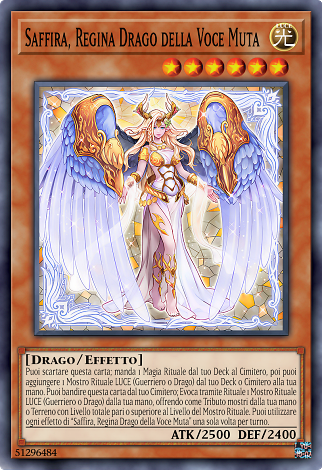 Saffira, Regina Drago della Voce Muta
光
[Drago/Effetto]
Puoi scartare questa carta; manda 1 Magia Rituale dal tuo Deck al Cimitero, poi puoi
aggiungere 1 Mostro Rituale LUCE (Guerriero o Drago) dal tuo Deck o Cimitero alla tua
mano. Puoi bandire questa carta dal tuo Cimitero; Evoca tramite Rituale 1 Mostro Rituale
LUCE (Guerriero o Drago) dalla tua mano, offrendo come Tributo mostri dalla tua mano
o Terreno con Livello totale pari o superiore al Livello del Mostro Rituale. Puoi utilizzare
ogni effetto di "Saffira, Regina Drago della Voce Muta" una sola volta per turno.
ATK/2500 DEF/2400
51296484